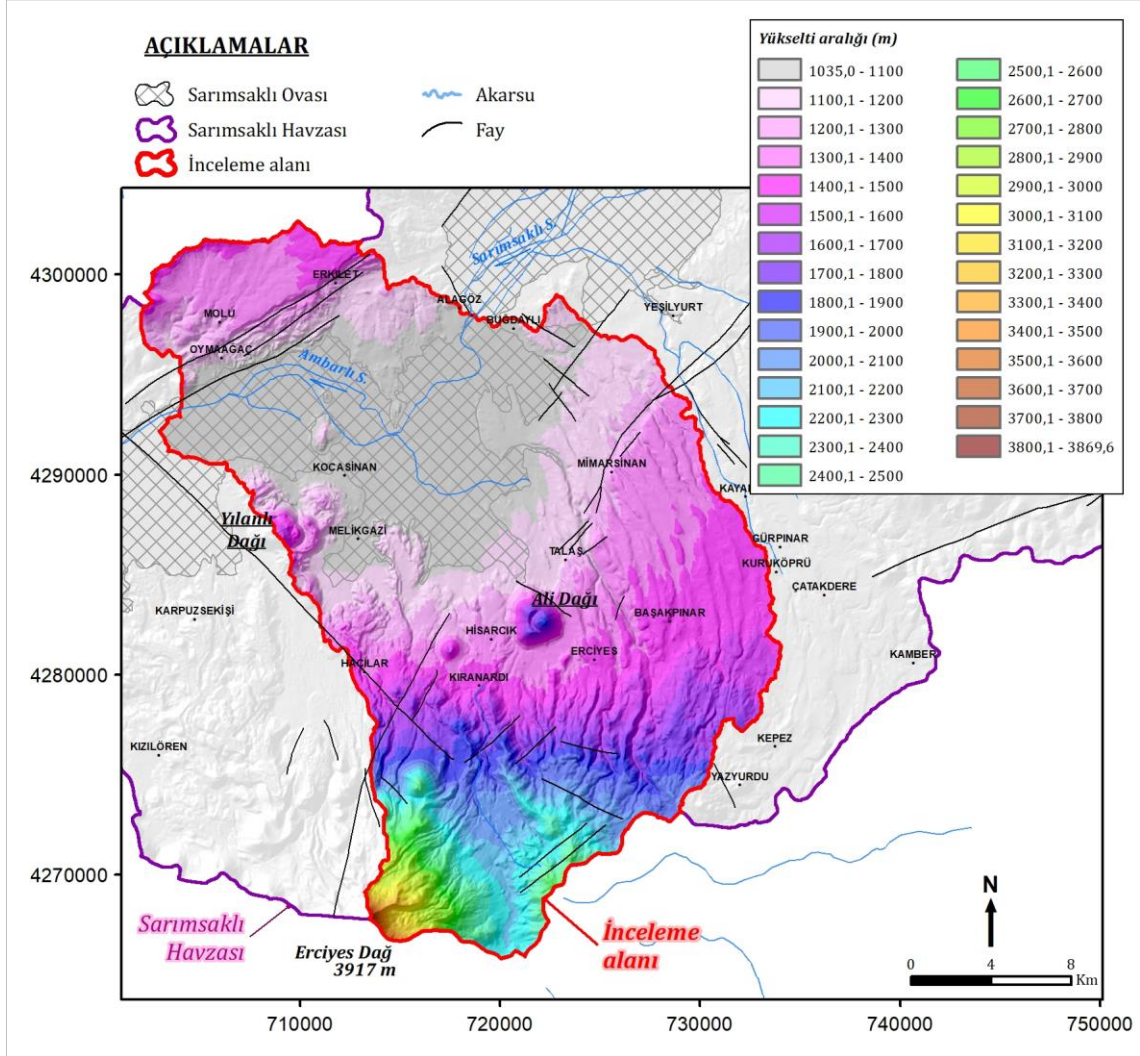 AÇIKLAMALAR
Sarımsaklı Ovası
Akarsu
Sarımsaklı Havzası
Fay
İnceleme alanı
Yükselti aralığı (m)
1035,0 - 1100
1100,1 - 1200
1200,1 - 1300
1300,1 - 1400
1400,1 - 1500
1500,1 - 1600
1600,1 - 1700
1700,1 - 1800
1800,1 - 1900
1900,1 - 2000
2000,1 - 2100
2100,1 - 2200
2200,1 - 2300
2300,1 - 2400
2400,1 - 2500
2500,1 - 2600
2600,1 - 2700
2700,1 - 2800
2800,1 - 2900
2900,1 - 3000
3000,1 - 3100
3100,1 - 3200
3200,1 - 3300
3300,1 - 3400
3400,1 - 3500
3500,1 - 3600
3600,1 - 3700
3700,1 - 3800
3800,1 - 3869,6
Sarımsaklı S.
4300000
ERKİLET
ALAGÖZ
MOLU
BUĞDAYLI
YEŞİLYURT
OYMAAĞAÇ
Ambarlı S.
4290000
KOCASİNAN
MİMARSİNAN
Yılanlı
Dağı
MELİKGAZİ
TALAŞ
GÜRPINAR
KURUKÖPRÜ
ÇATAKDERE
KARPUZSEKİŞİ
Ali Dağı
BAŞAKPINAR
HİSARCIK
ERCİYES
KAMBER
4280000
HACILAR
KIRANARDI
KIZILÖREN
KEPEZ
YAZYURDU
4270000
Sarımsaklı
Havzası
Erciyes Dağ
3917 m
İnceleme
alanı
N
0 4 8
Km
710000
720000
730000
740000
750000